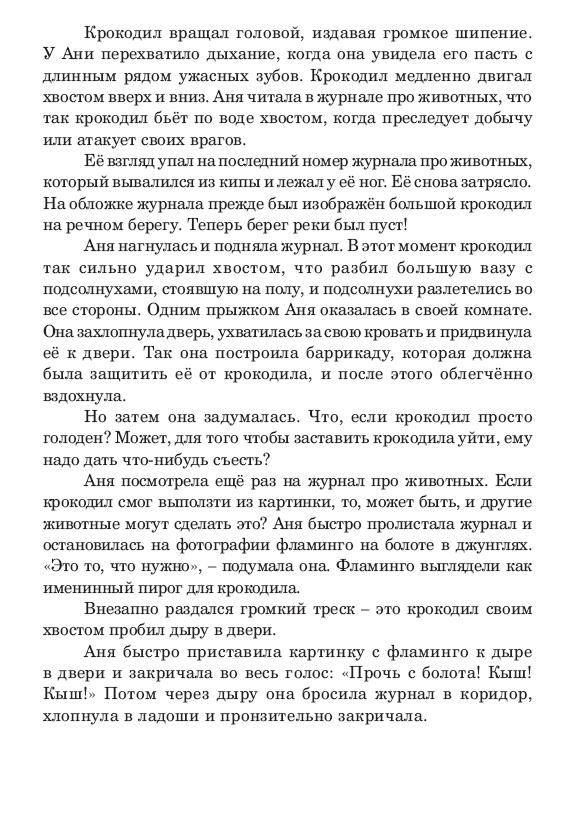 Крокодил вращал головой, издавая громкое шипение.
У Ани перехватило дыхание, когда она увидела его пасть с
длинным рядом ужасных зубов. Крокодил медленно двигал
хвостом вверх и вниз. Аня читала в журнале про животных, что
так крокодил бьёт по воде хвостом, когда преследует добычу
или атакует своих врагов.
Её взгляд упал на последний номер журнала про животных,
который вывалился из кипы и лежал у её ног. Её снова затрясло.
На обложке журнала прежде был изображён большой крокодил
на речном берегу. Теперь берег реки был пуст!
Аня нагнулась и подняла журнал. В этот момент крокодил
так сильно ударил хвостом, что разбил большую вазу с
подсолнухами, стоявшую на полу, и подсолнухи разлетелись во
все стороны. Одним прыжком Аня оказалась в своей комнате.
Она захлопнула дверь, ухватилась за свою кровать и придвинула
её к двери. Так она построила баррикаду, которая должна
была защитить её от крокодила, и после этого облегчённо
вздохнула.
Но затем она задумалась. Что, если крокодил просто
голоден? Может, для того чтобы заставить крокодила уйти, ему
надо дать что-нибудь съесть?
Аня посмотрела ещё раз на журнал про животных. Если
крокодил смог выползти из картинки, то, может быть, и другие
животные могут сделать это? Аня быстро пролистала журнал и
остановилась на фотографии фламинго на болоте в джунглях.
«Это то, что нужно», – подумала она. Фламинго выглядели как
именинный пирог для крокодила.
Внезапно раздался громкий треск – это крокодил своим
хвостом пробил дыру в двери.
Аня быстро приставила картинку с фламинго к дыре
в двери и закричала во весь голос: «Прочь с болота! Кыш!
Кыш!» Потом через дыру она бросила журнал в коридор,
хлопнула в ладоши и пронзительно закричала.